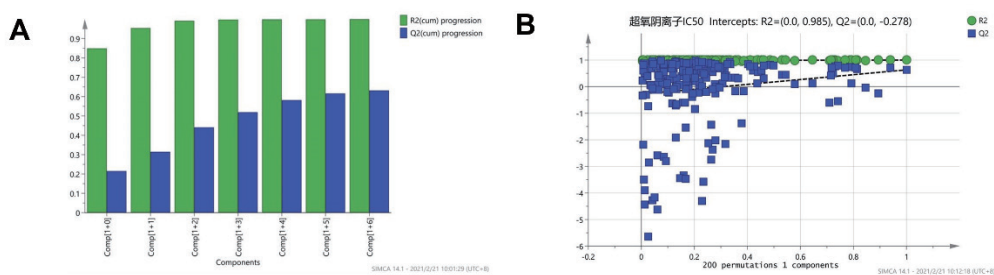 A
R2(cum) progression
Q2(cum) progression
0.9
0.8
0.7
0.6
0.5
0.4
0.3
0.2
0.1
0
Comp[1+0]
Comp[1+1]
Comp[1+2]
Comp[1+3]
Comp[1+4]
Comp[1+5]
Comp[1+6]
Components
SIMCA 14.1 - 2021/2/21 10:01:29 (UTC+8)
B
超氧阴离子IC50 Intercepts: R2=(0.0, 0.985), Q2=(0.0, -0.278)
R2
Q2
1
0
-1
-2
-3
-4
-5
-6
0
0.2
0.4
0.6
0.8
1
1.2
200 permutations 1 components
SIMCA 14.1 - 2021/2/21 10:12:18 (UTC+8)